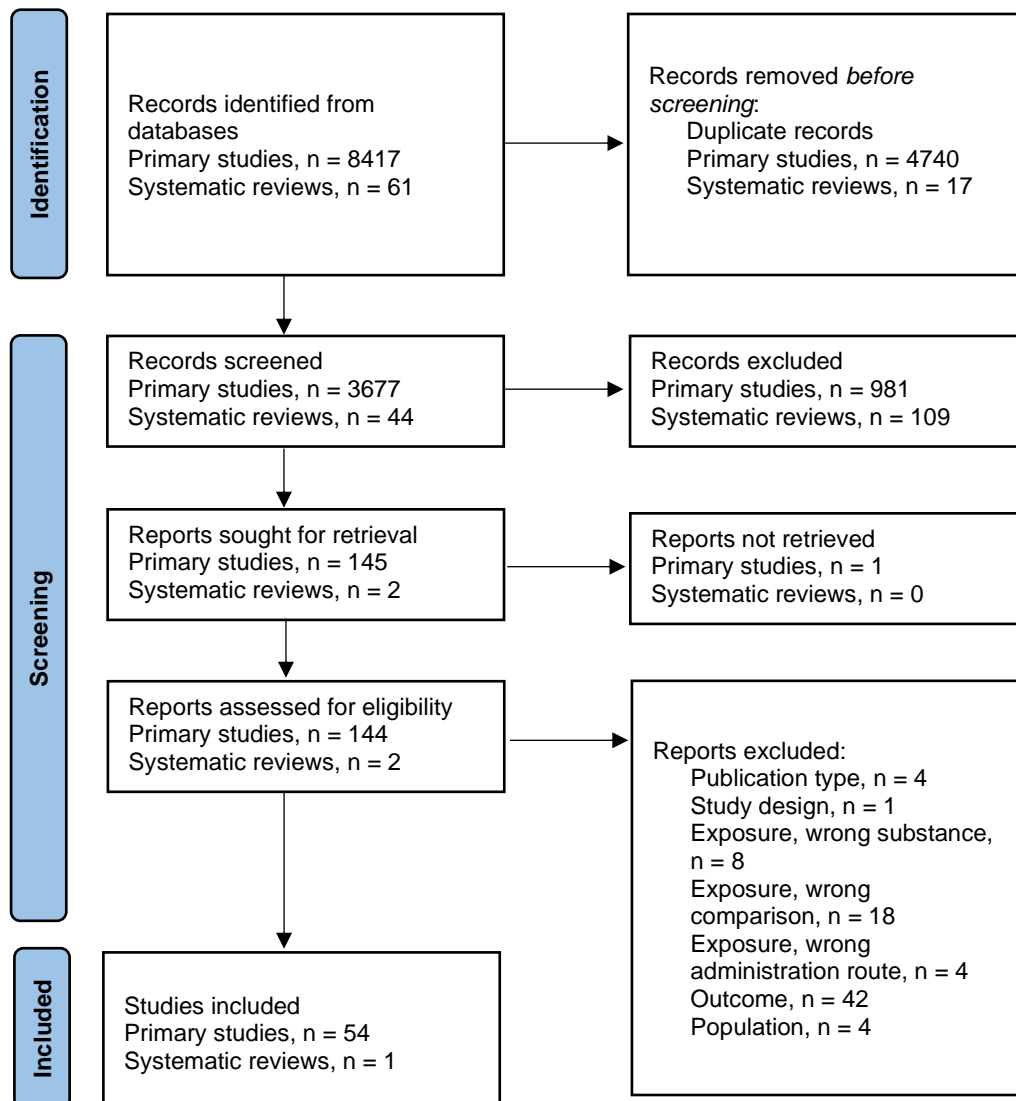 Identification
Records identified from
databases
Primary studies, n = 8417
Systematic reviews, n = 61
Records removed before
screening:
Duplicate records
Primary studies, n = 4740
Systematic reviews, n = 17
Screening
Records screened
Primary studies, n = 3677
Systematic reviews, n = 44
Records excluded
Primary studies, n = 981
Systematic reviews, n = 109
Reports sought for retrieval
Primary studies, n = 145
Systematic reviews, n = 2
Reports not retrieved
Primary studies, n = 1
Systematic reviews, n = 0
Reports assessed for eligibility
Primary studies, n = 144
Systematic reviews, n = 2
Reports excluded:
Publication type, n = 4
Study design, n = 1
Exposure, wrong substance,
n = 8
Exposure, wrong
comparison, n = 18
Exposure, wrong
administration route, n = 4
Outcome, n = 42
Population, n = 4
Included
Studies included
Primary studies, n = 54
Systematic reviews, n = 1